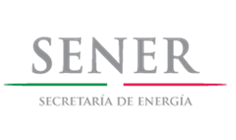 SENER
SECRETARÍA DE ENERGÍA